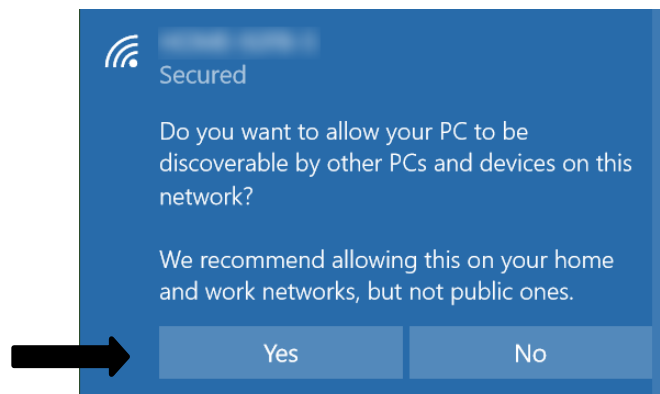 Secured
Do you want to allow your PC to be
discoverable by other PCs and devices on this
network?
We recommend allowing this on your home
and work networks, but not public ones.
Yes
No